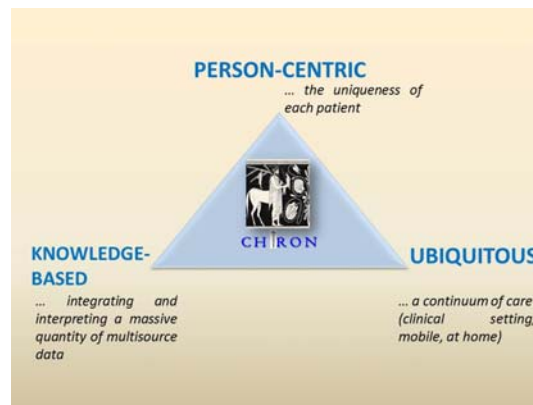 PERSON-CENTRIC
... the uniqueness of
each patient
CHIRON
KNOWLEDGE-
BASED
... integrating and
interpreting a massive
quantity of multisource
data
UBIQUITOUS
... a continuum of care
(clinical setting,
mobile, at home)